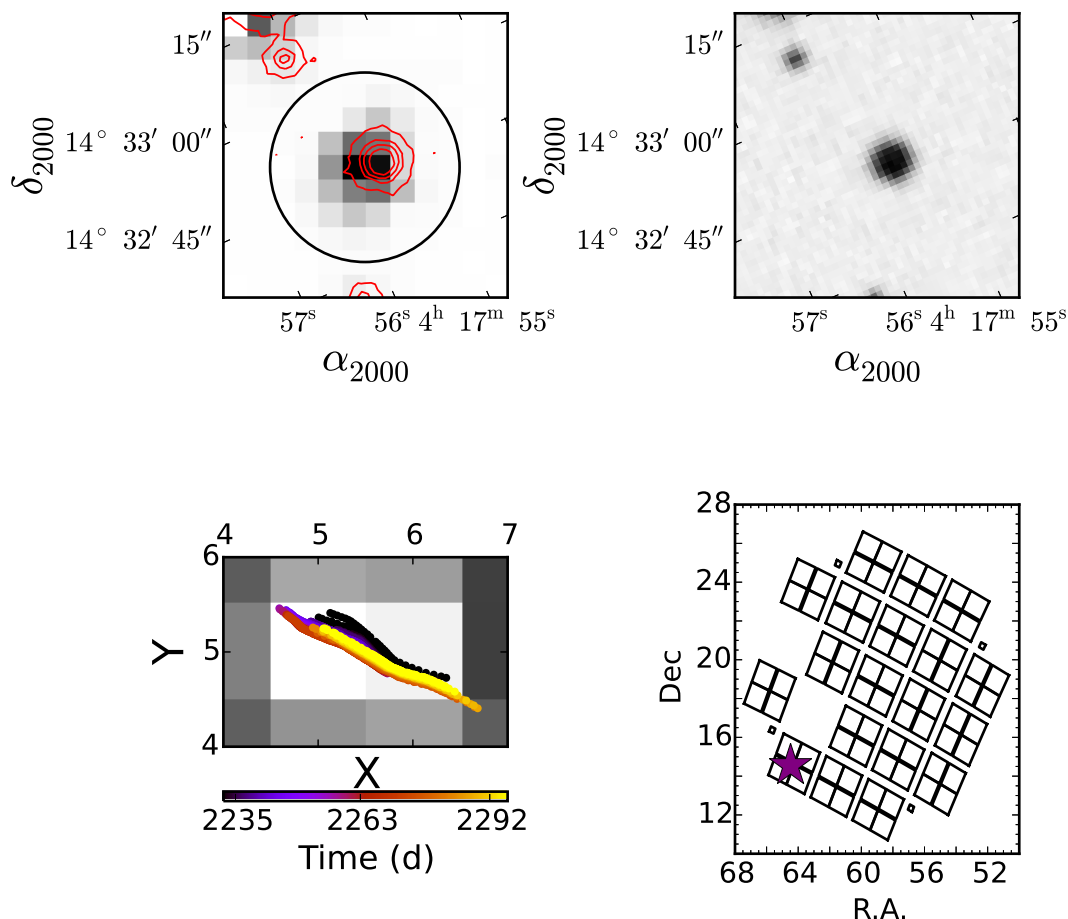 15″ 15″
δ2000 14° 33′ 00″ δ2000 14° 33′ 00″
14° 32′ 45″ 14° 32′ 45″
57s 56s 4h 17m 55s 57s 56s 4h 17m 55s
α2000 α2000
4 5 6 7
6
Y 5
4
X
2235 2263 2292
Time (d)
28
24
Dec 20
16
12
68 64 60 56 52
R.A.